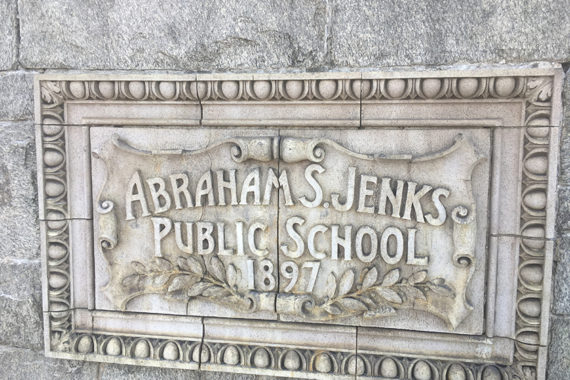 ABRAHAM S. JENKS
PUBLIC SCHOOL
1897